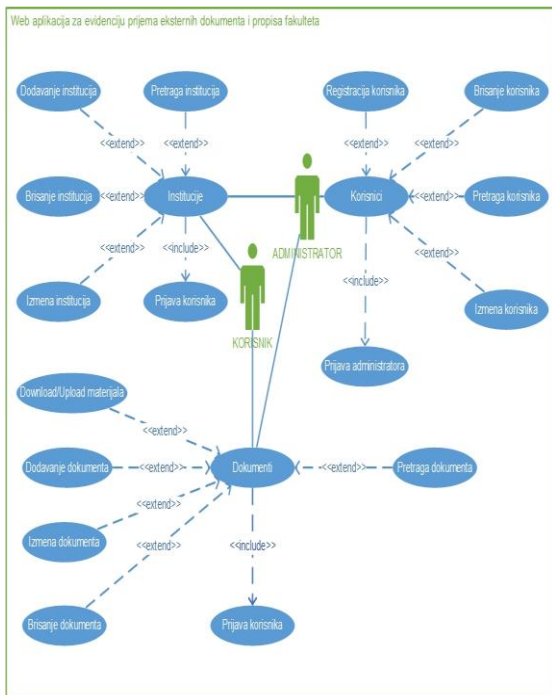 Web aplikacija za evidenciju prijema eksternih dokumenta i propisa fakulteta
Dodavanje institucija
Pretraga institucija
Registracija korisnika
Brisanje korisnika
<<extend>>
<<extend>>
<<extend>>
<<extend>>
Brisanje institucija
<<extend>>
Institucije
Korisnici
<<extend>>
Pretraga korisnika
ADMINISTRATOR
<<extend>>
<<include>>
<<extend>>
<<include>>
Izmena institucija
Prijava korisnika
Izmena korisnika
KORISNIK
Prijava administratora
Download/Upload materijala
<<extend>>
Dodavanje dokumenta
<<extend>>
Dokumenti
<<extend>>
Pretraga dokumenta
<<extend>>
Izmena dokumenta
<<extend>>
<<include>>
Brisanje dokumenta
Prijava korisnika